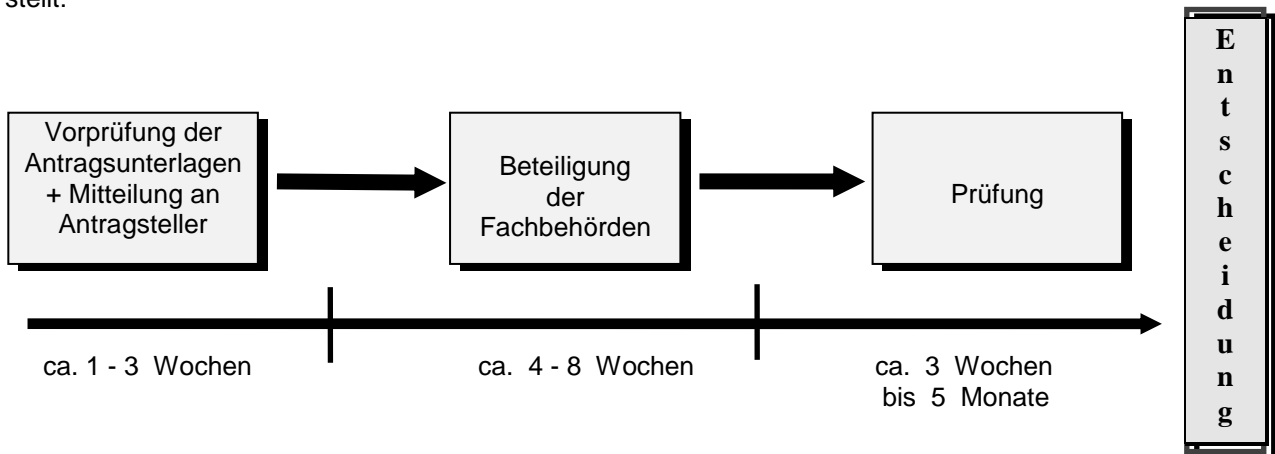 stellt.
Vorprüfung der
Antragsunterlagen
+ Mitteilung an
Antragsteller
Beteiligung
der
Fachbehörden
Prüfung
ca. 1 - 3 Wochen
ca. 4 - 8 Wochen
ca. 3 Wochen
bis 5 Monate
E
n
t
s
c
h
e
i
d
u
n
g